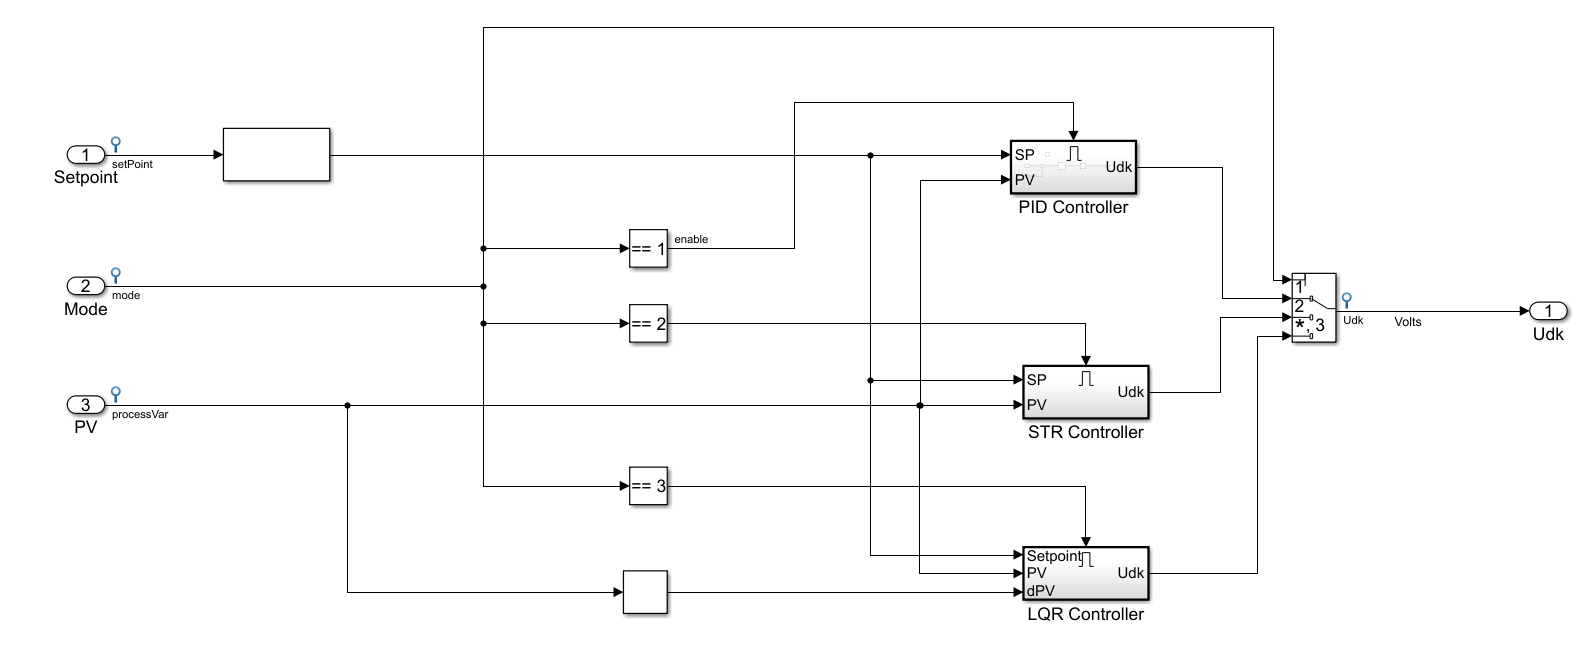 1
setPoint
Setpoint
SP
PV
Udk
PID Controller
== 1
enable
2
mode
Mode
1
2
*, 3
Udk
Volts
1
Udk
== 2
SP
PV
Udk
STR Controller
3
processVar
PV
== 3
Setpoint
PV
dPV
Udk
LQR Controller